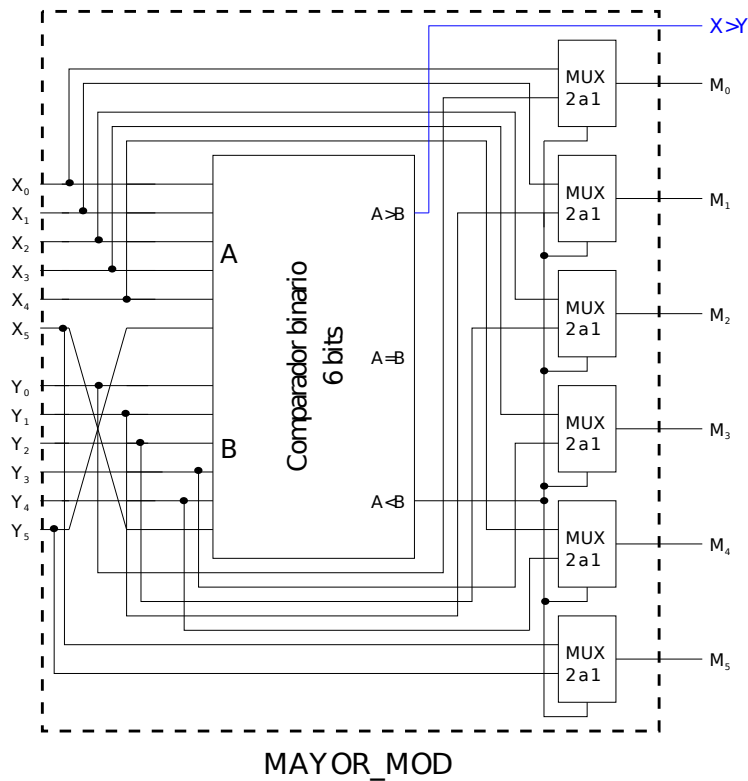 X>Y
MUX
2a1
M₀
X₀
X₁
X₂
X₃
X₄
X₅
Y₀
Y₁
Y₂
Y₃
Y₄
Y₅
A
B
Comparador binario
6 bits
A>B
A=B
A<B
MUX
2a1
M₁
MUX
2a1
M₂
MUX
2a1
M₃
MUX
2a1
M₄
MUX
2a1
M₅
MAYOR_MOD